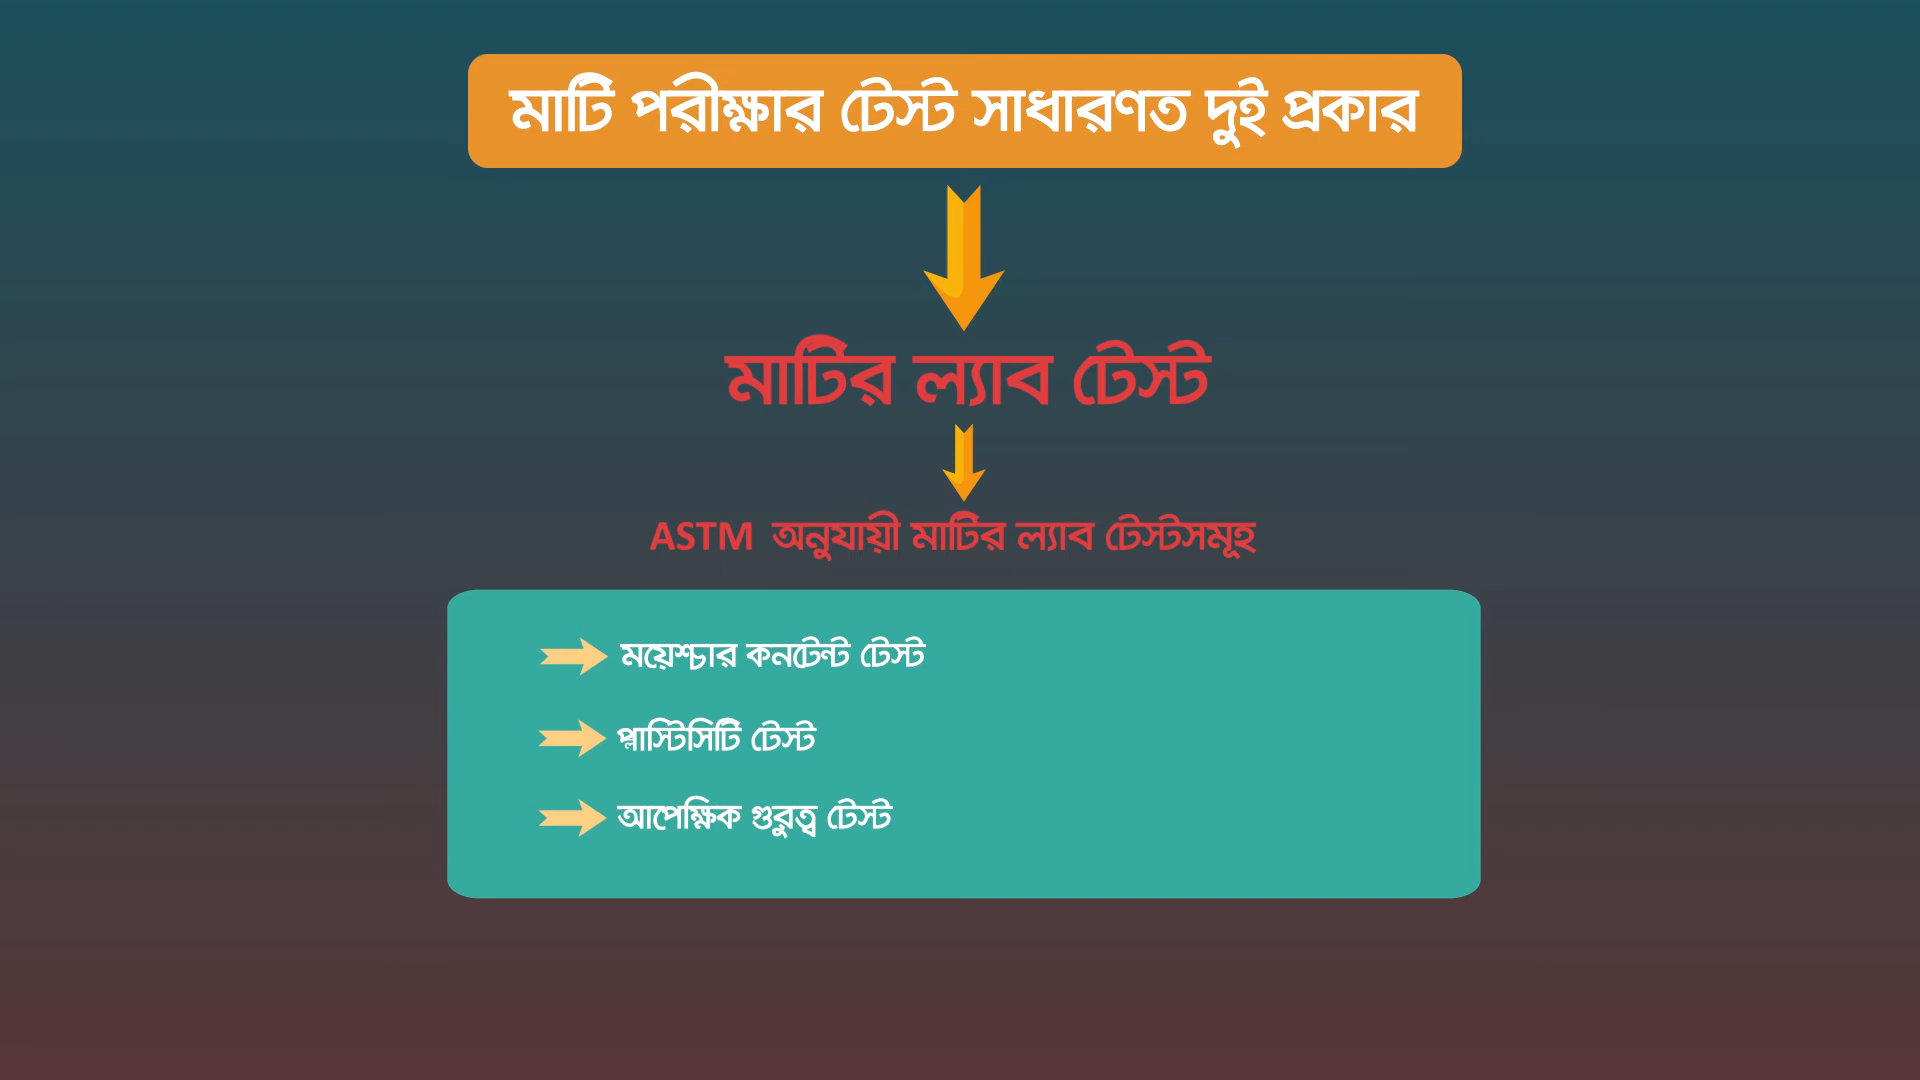 মাটি পরীক্ষার টেস্ট সাধারণত দুই প্রকার
মাটির ল্যাব টেস্ট
ASTM অনুযায়ী মাটির ল্যাব টেস্টসমূহ
ময়েশ্চার কনটেন্ট টেস্ট
প্লাস্টিসিটি টেস্ট
আপেক্ষিক গুরুত্ব টেস্ট